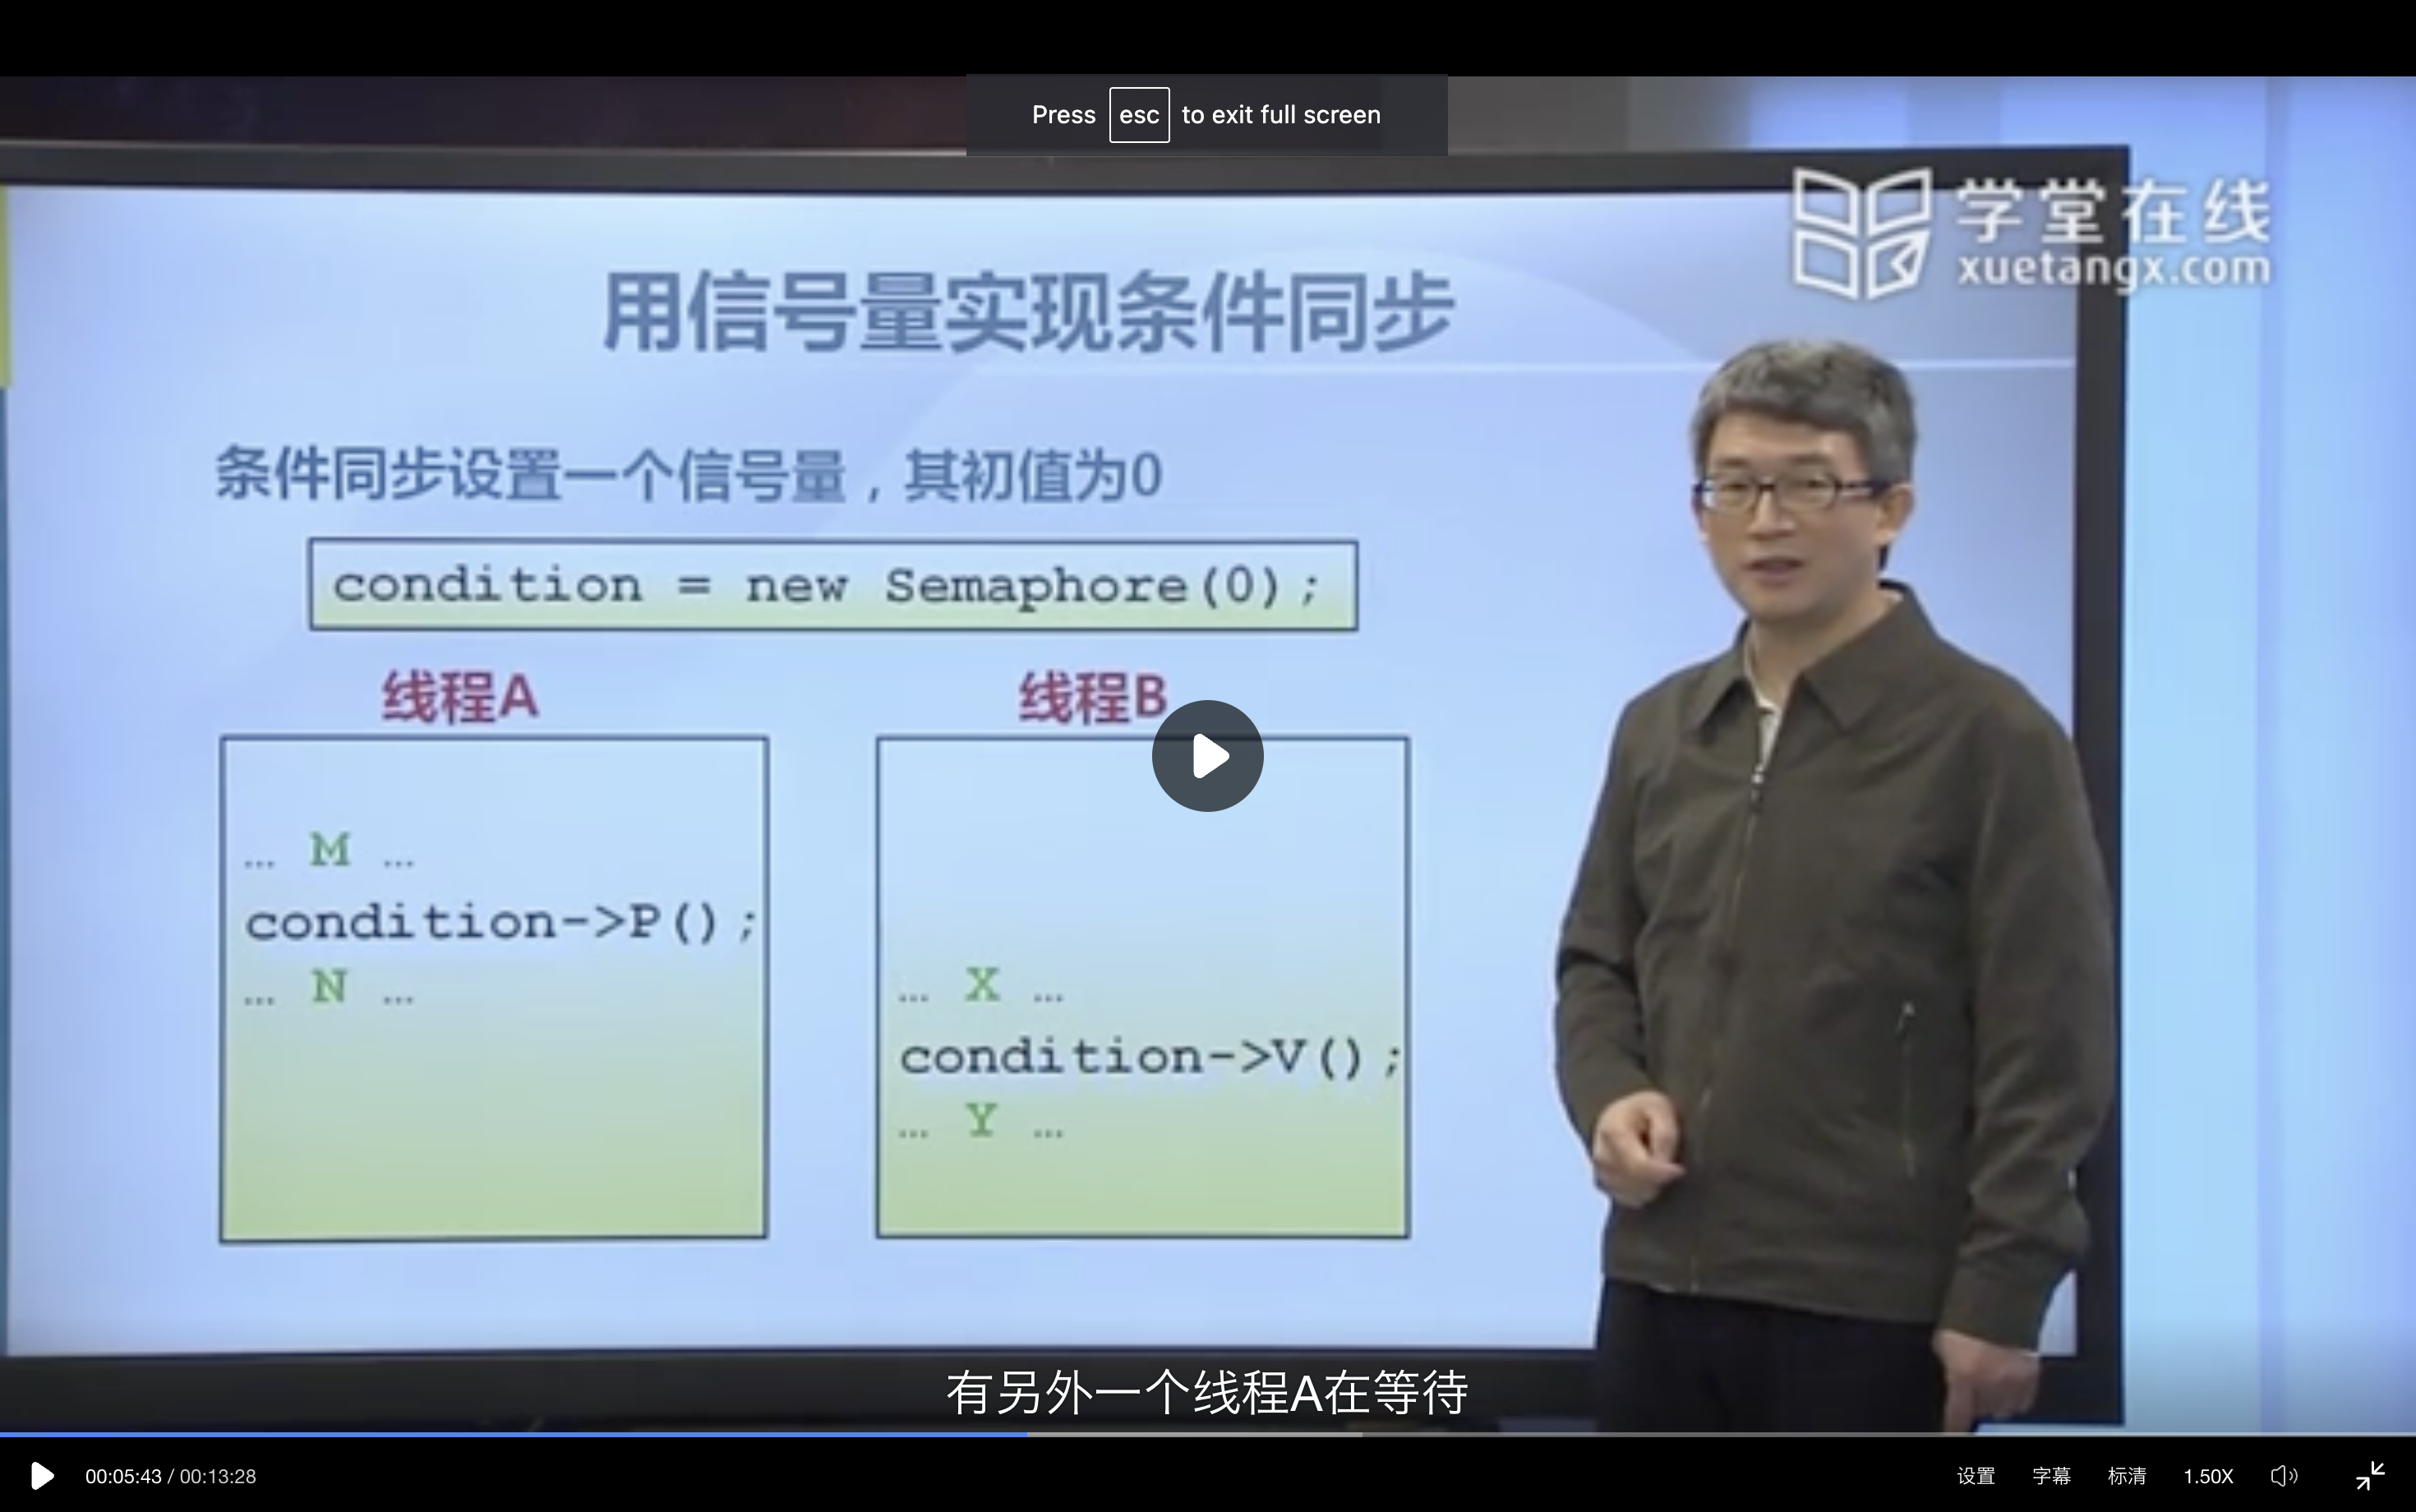 Press esc to exit full screen
学堂在线
xuetangx.com
用信号量实现条件同步
条件同步设置一个信号量，其初值为0
condition = new Semaphore(0);
线程A
… M …
condition->P();
… N …
线程B
… X …
condition->V();
… Y …
有另外一个线程A在等待
00:05:43 / 00:13:28
设置 字幕 标清 1.50X